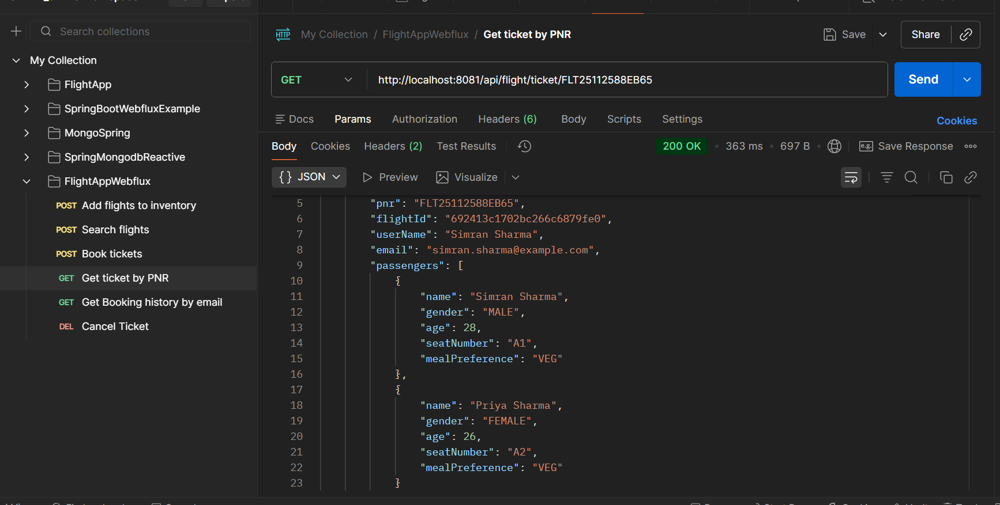 Search collections
My Collection
FlightApp
SpringBootWebfluxExample
MongoSpring
SpringMongodbReactive
FlightAppWebflux
POST Add flights to inventory
POST Search flights
POST Book tickets
GET Get ticket by PNR
GET Get Booking history by email
DEL Cancel Ticket
HTTP My Collection / FlightAppWebflux / Get ticket by PNR
Save
Share
GET http://localhost:8081/api/flight/ticket/FLT25112588EB65
Send
Docs Params Authorization Headers (6) Body Scripts Settings
Cookies
Body Cookies Headers (2) Test Results
200 OK • 363 ms • 697 B • e.g. Save Response
{} JSON Preview Visualize
5 "pnr": "FLT25112588EB65",
6 "flightId": "692413c1702bc266c6879fe0",
7 "userName": "Simran Sharma",
8 "email": "simran.sharma@example.com",
9 "passengers": [
10 {
11 "name": "Simran Sharma",
12 "gender": "MALE",
13 "age": 28,
14 "seatNumber": "A1",
15 "mealPreference": "VEG"
16 },
17 {
18 "name": "Priya Sharma",
19 "gender": "FEMALE",
20 "age": 26,
21 "seatNumber": "A2",
22 "mealPreference": "VEG"
23 }